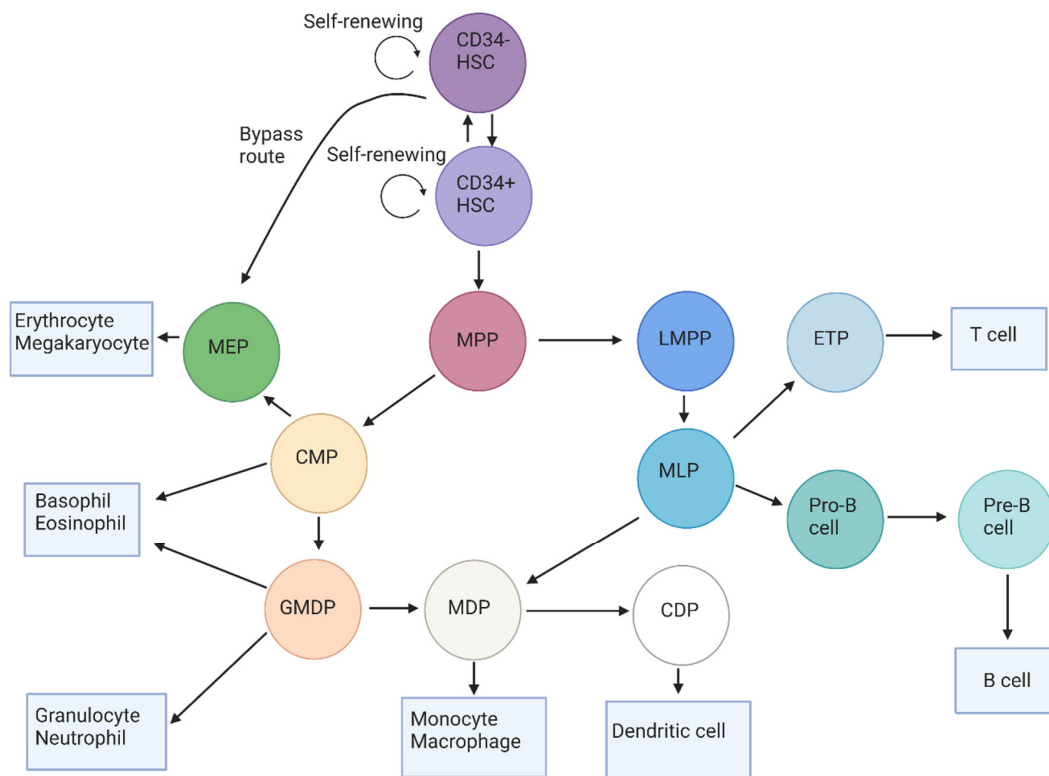 Self-renewing
CD34-
HSC
Bypass
route
Self-renewing
CD34+
HSC
Erythrocyte
Megakaryocyte
MEP
MPP
LMPP
ETP
T cell
CMP
MLP
Basophil
Eosinophil
Pro-B
cell
Pre-B
cell
GMDP
MDP
CDP
B cell
Granulocyte
Neutrophil
Monocyte
Macrophage
Dendritic cell